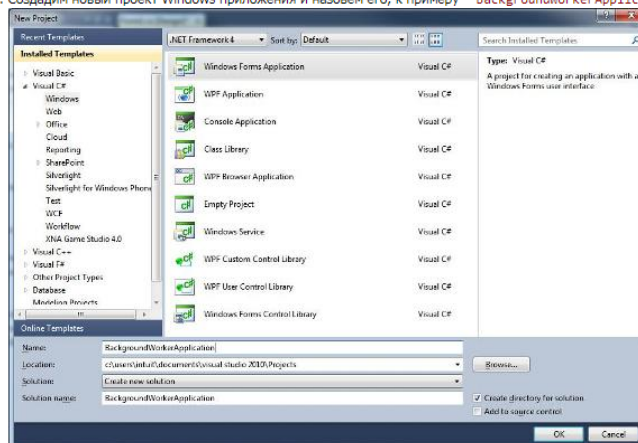 Создадим новый проект Windows приложения и назовем его, к примеру - "
New Project
Recent Templates
.NET Framework 4 Sort by: Default
Search Installed Templates
Installed Templates
Visual Basic
Visual C#
Windows
Web
Office
Cloud
Reporting
SharePoint
Silverlight
Silverlight for Windows Phone
Test
WCF
Workflow
XNA Game Studio 4.0
Visual C++
Visual F#
Other Project Types
Database
Modeling Projects
Online Templates
Windows Forms Application Visual C#
WPF Application Visual C#
Console Application Visual C#
Class Library Visual C#
WPF Browser Application Visual C#
Empty Project Visual C#
Windows Service Visual C#
WPF Custom Control Library Visual C#
WPF User Control Library Visual C#
Windows Forms Control Library Visual C#
Type: Visual C#
A project for creating an application with a
Windows Forms user interface
Name: BackgroundWorkerApplication
Location: c:\users\intuit\documents\visual studio 2010\Projects
Browse...
Solution: Create new solution
Solution name: BackgroundWorkerApplication
Create directory for solution
Add to source control
OK Cancel